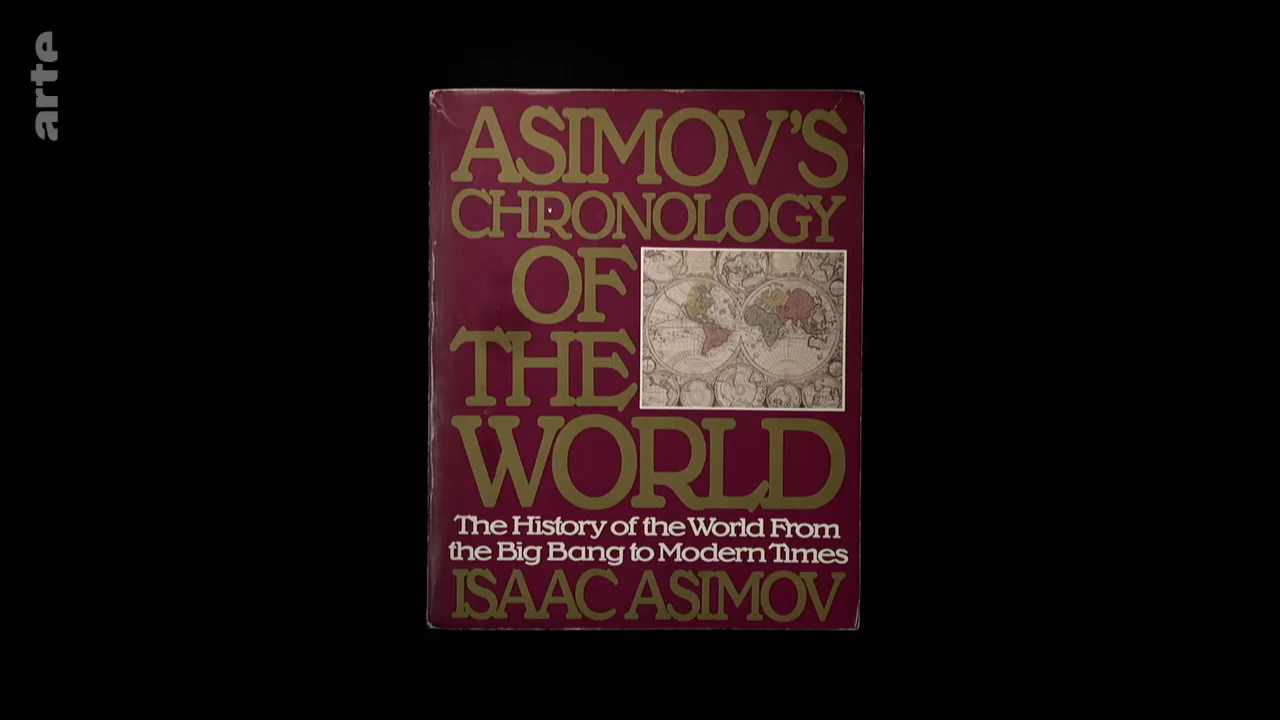 arte
ASIMOV'S
CHRONOLOGY
OF
THE
WORLD
The History of the World From
the Big Bang to Modern Times
ISAAC ASIMOV